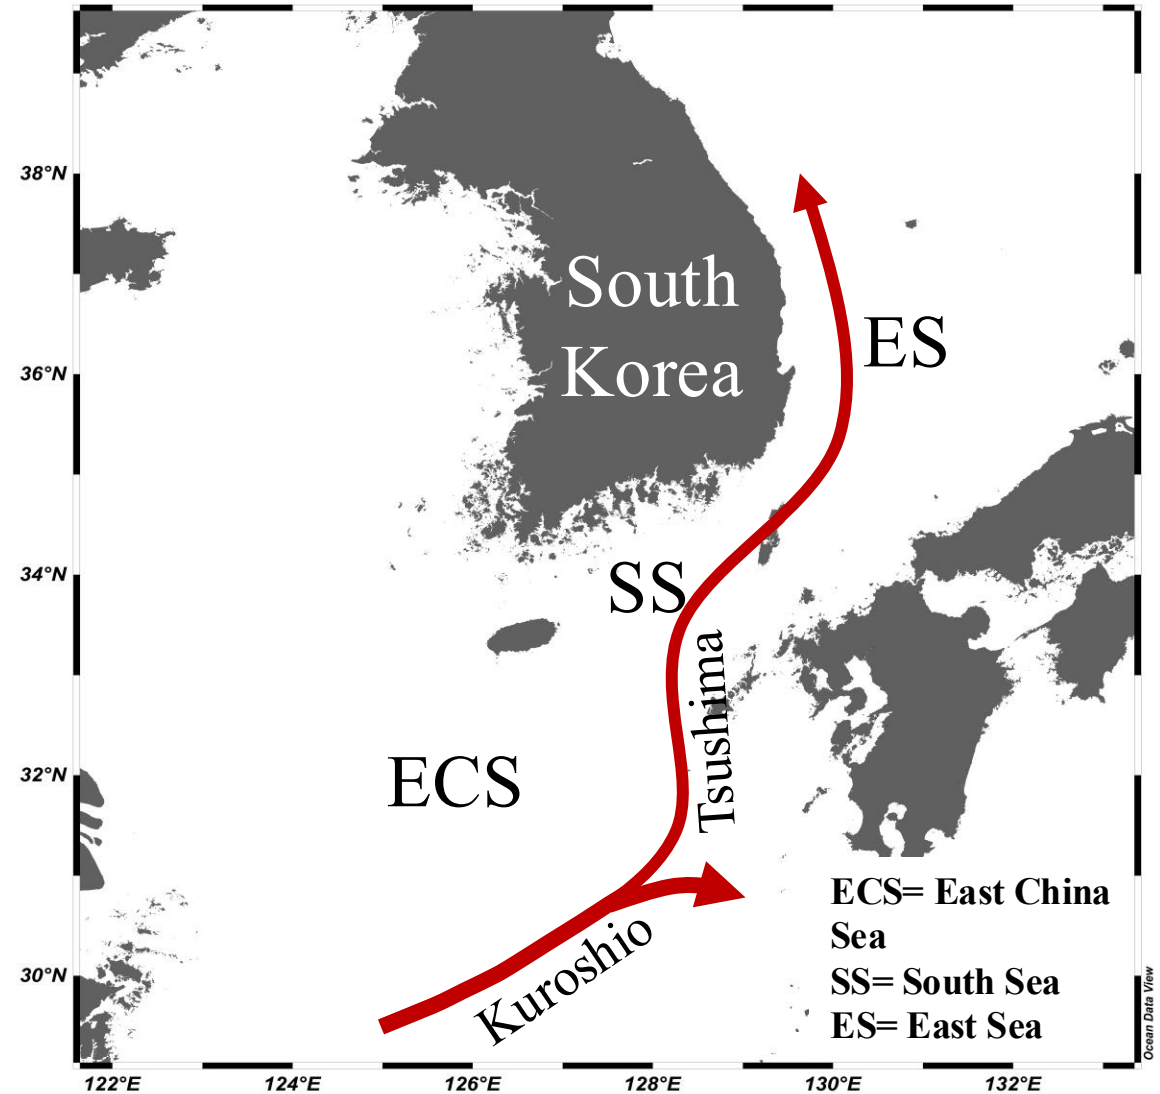 38°N
36°N
34°N
32°N
30°N
122°E
124°E
126°E
128°E
130°E
132°E
South
Korea
ES
SS
ECS
Tsushima
Kuroshio
ECS= East China
Sea
SS= South Sea
ES= East Sea
Ocean Data View